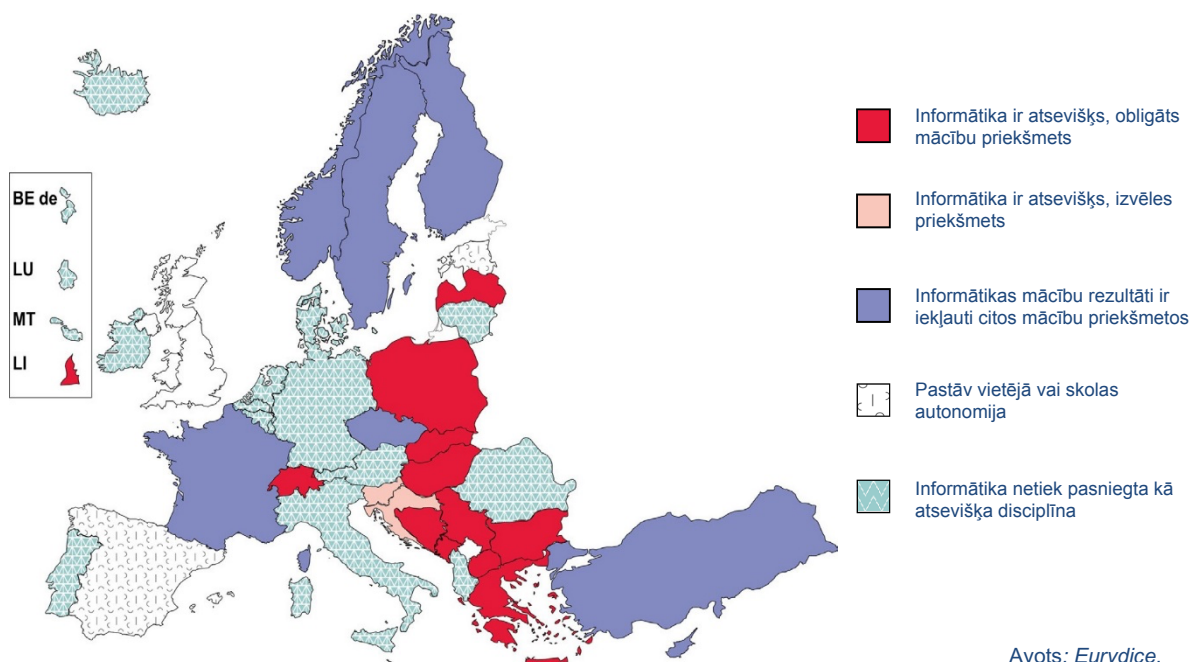 BE de
LU
MT
LI
Informātika ir atsevišķs, obligāts
mācību priekšmets
Informātika ir atsevišķs, izvēles
priekšmets
Informātikas mācību rezultāti ir
iekļauti citos mācību priekšmetos
Pastāv vietējā vai skolas
autonomija
Informātika netiek pasniegta kā
atsevišķa disciplīna
Avots: Eurydice.